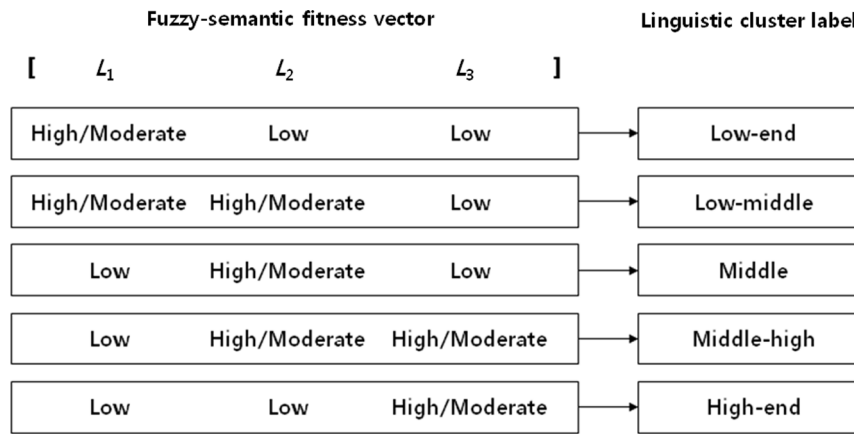 Fuzzy-semantic fitness vector Linguistic cluster label
[ L1 L2 L3 ]
High/Moderate Low Low Low-end
High/Moderate High/Moderate Low Low-middle
Low High/Moderate Low Middle
Low High/Moderate High/Moderate Middle-high
Low Low High/Moderate High-end